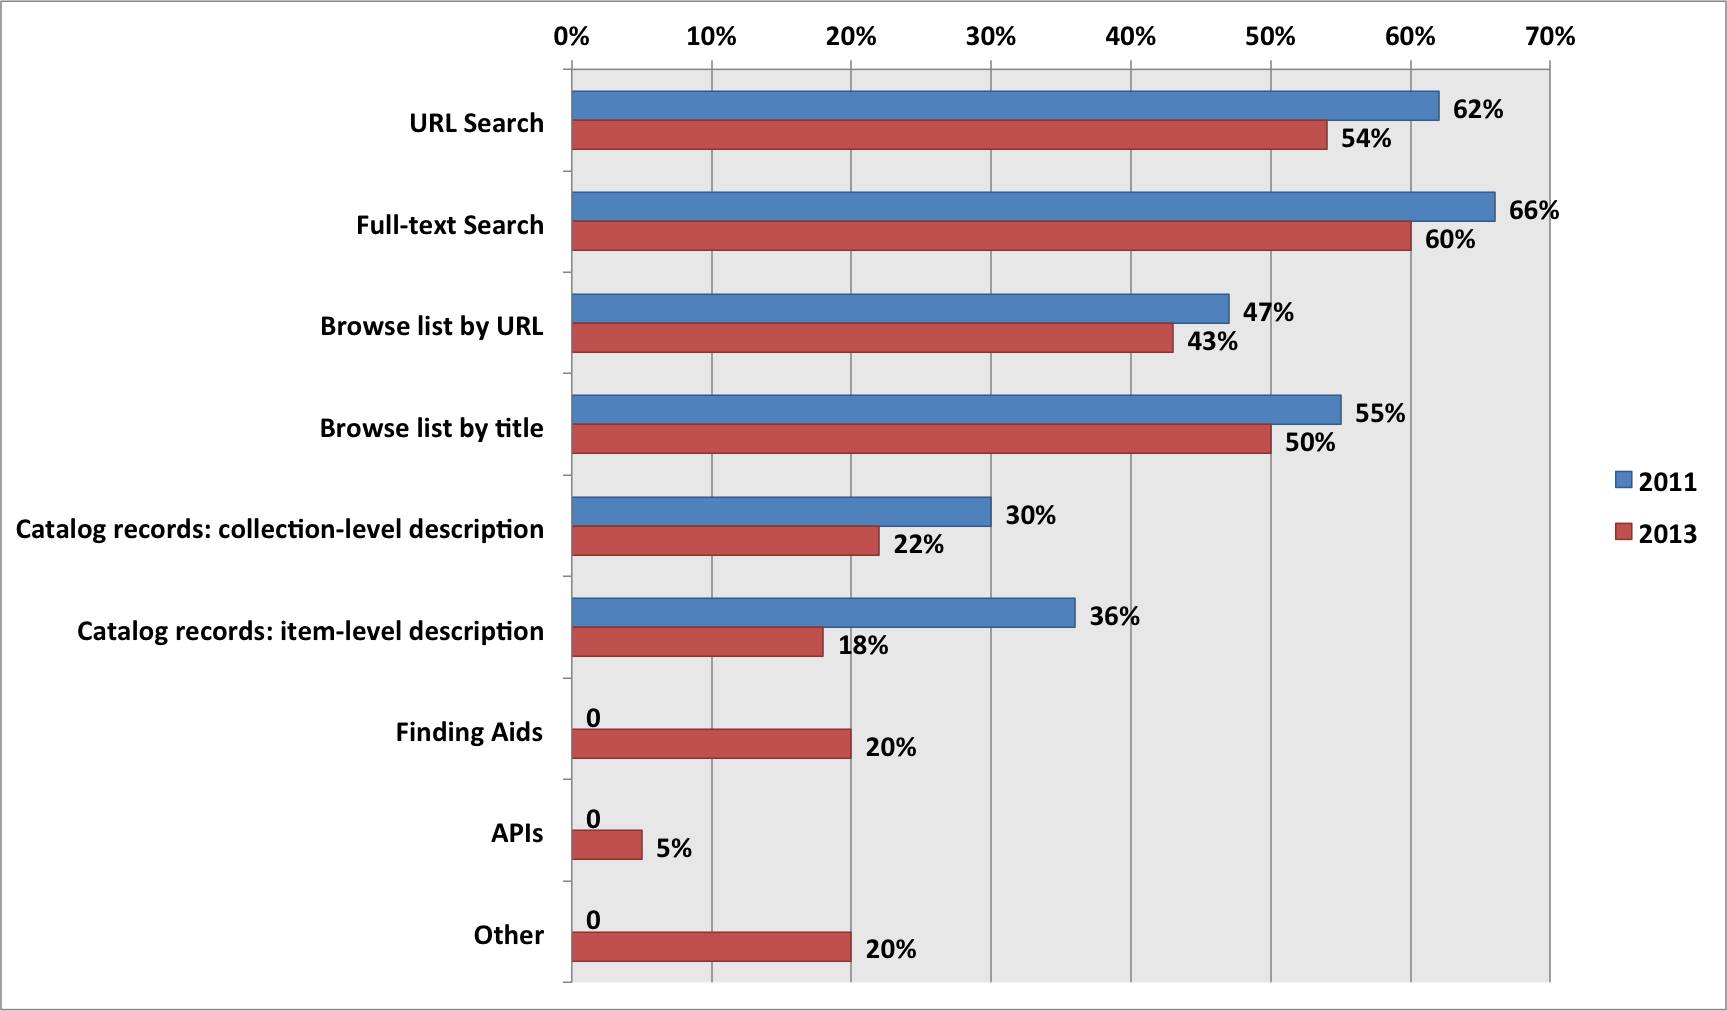 0% 10% 20% 30% 40% 50% 60% 70%
URL Search
62%
54%
Full-text Search
66%
60%
Browse list by URL
47%
43%
Browse list by title
55%
50%
Catalog records: collection-level description
30%
22%
Catalog records: item-level description
36%
18%
Finding Aids
0
20%
APIs
0
5%
Other
0
20%
2011
2013